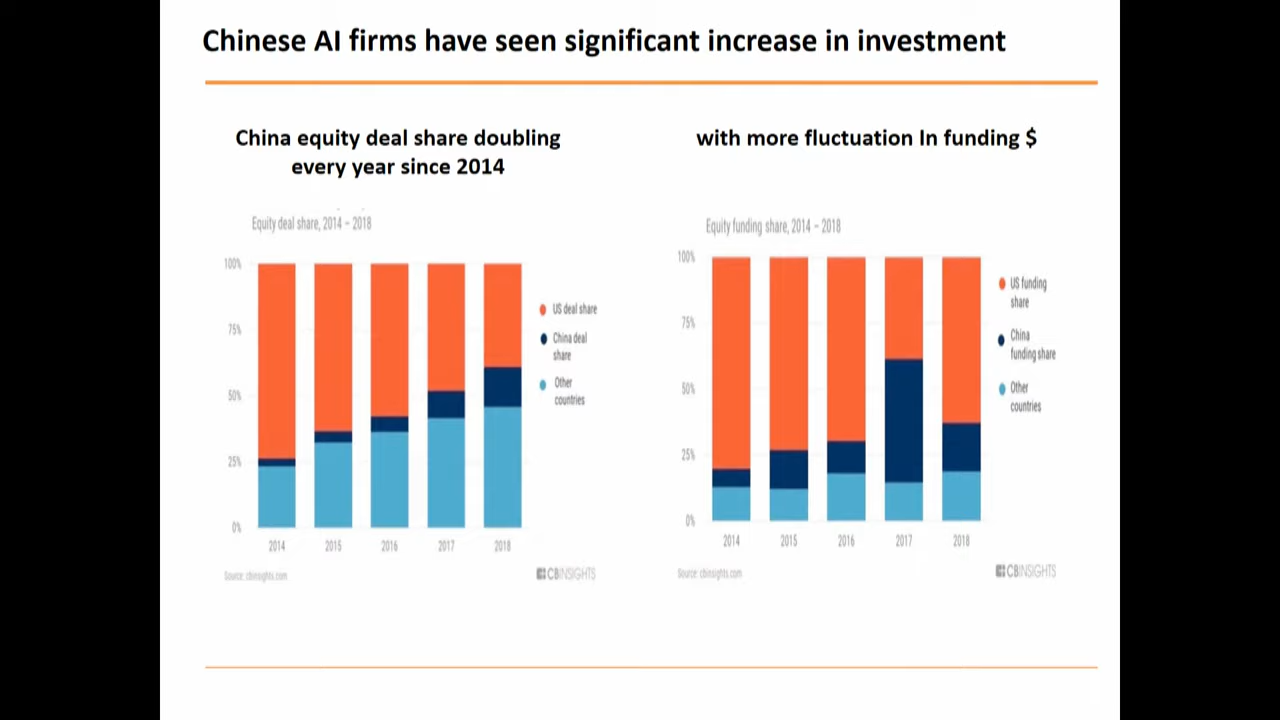 Chinese AI firms have seen significant increase in investment
China equity deal share doubling
every year since 2014
Equity deal share, 2014 – 2018
100%
75%
50%
25%
0%
2014 2015 2016 2017 2018
US deal share
China deal
share
Other
countries
Source: cbinsights.com
CBINSIGHTS
with more fluctuation In funding $
Equity funding share, 2014 – 2018
100%
75%
50%
25%
0%
2014 2015 2016 2017 2018
US funding
share
China
funding share
Other
countries
Source: cbinsights.com
CBINSIGHTS